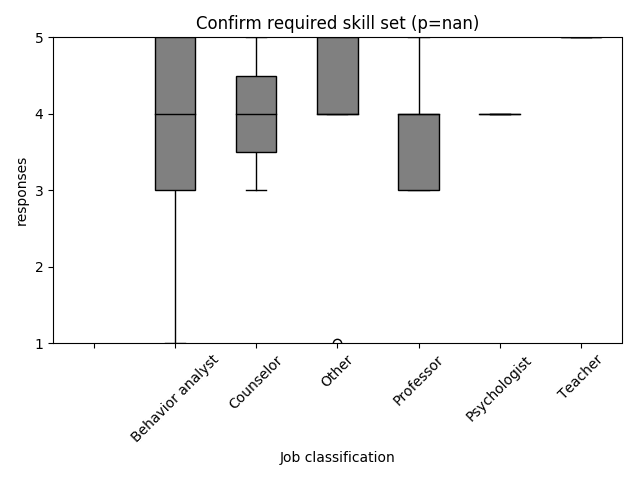 Confirm required skill set (p=nan)
responses
5
4
3
2
1
Behavior analyst
Counselor
Other
Professor
Psychologist
Teacher
Job classification